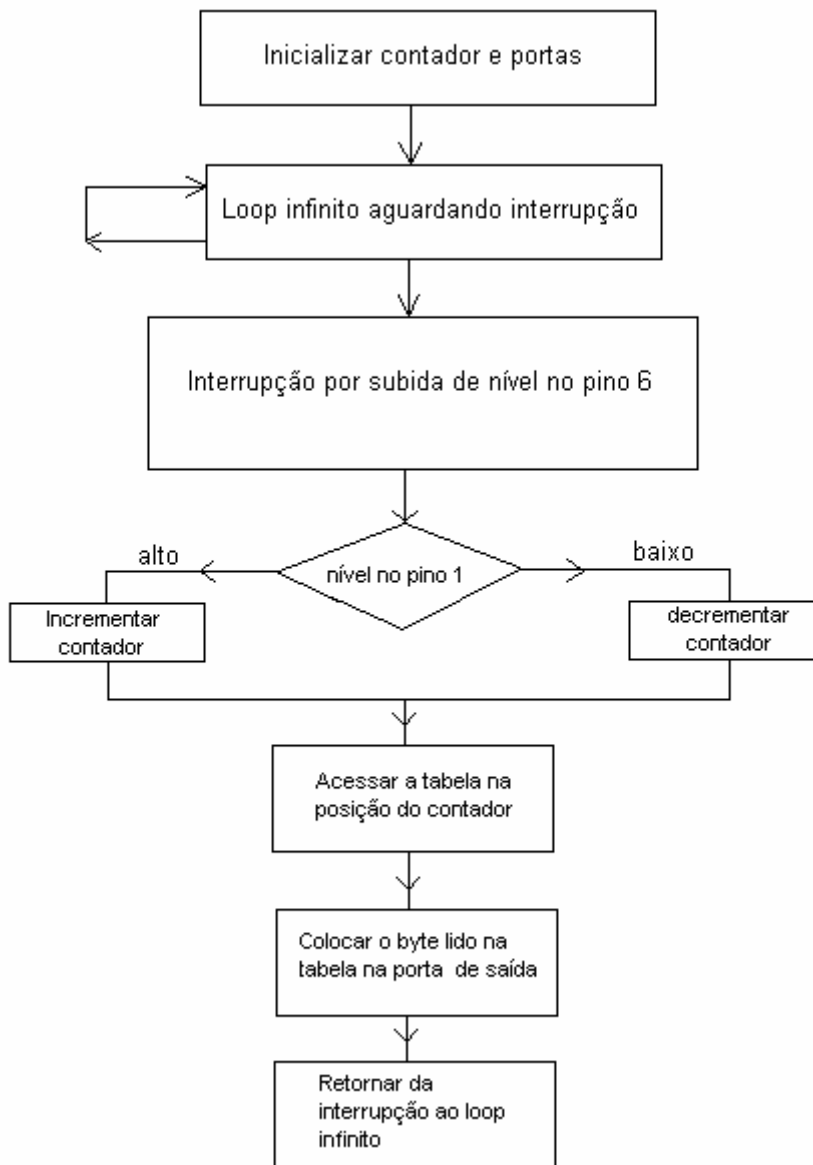 Inicializar contador e portas
Loop infinito aguardando interrupção
Interrupção por subida de nível no pino 6
alto
nível no pino 1
baixo
Incrementar
contador
decrementar
contador
Acessar a tabela na
posição do contador
Colocar o byte lido na
tabela na porta de saída
Retornar da
interrupção ao loop
infinito